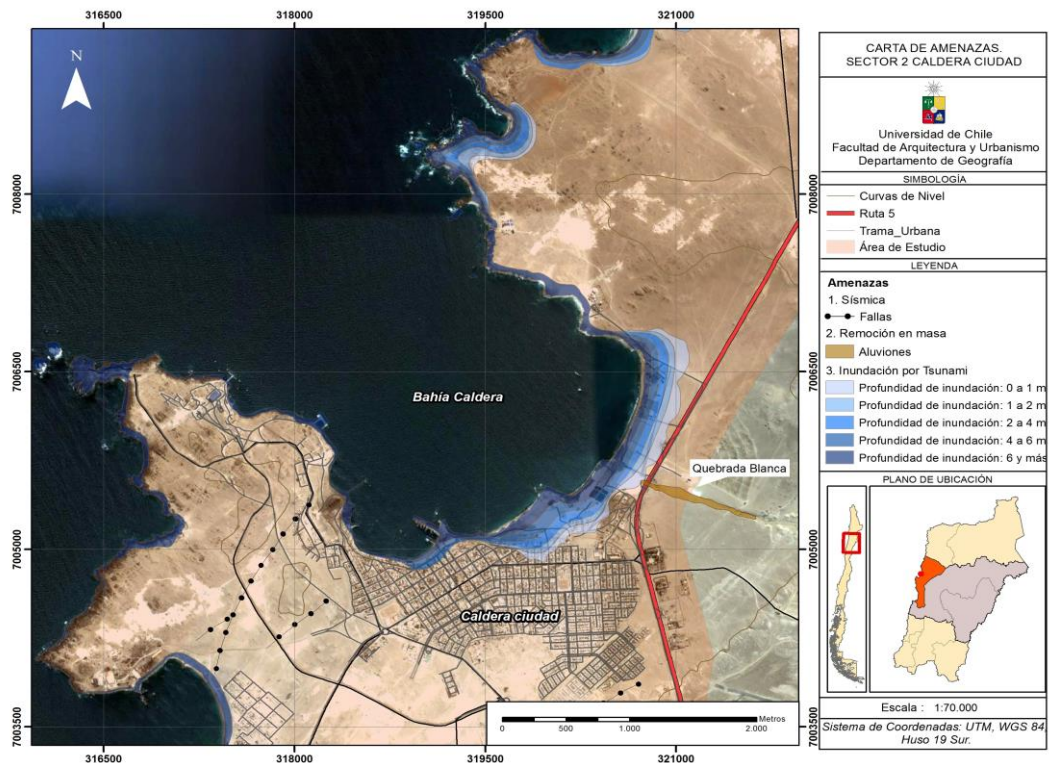 316500 318000 319500 321000
N
7008000 7008000
7006500 7006500
7005000 7005000
7003500 7003500
Bahía Caldera
Quebrada Blanca
Caldera ciudad
Metros
0 500 1.000 2.000
316500 318000 319500 321000
CARTA DE AMENAZAS.
SECTOR 2 CALDERA CIUDAD
Universidad de Chile
Facultad de Arquitectura y Urbanismo
Departamento de Geografía
SIMBOLOGÍA
Curvas de Nivel
Ruta 5
Trama_Urbana
Área de Estudio
LEYENDA
Amenazas
1. Sísmica
Fallas
2. Remoción en masa
Aluviones
3. Inundación por Tsunami
Profundidad de inundación: 0 a 1 m
Profundidad de inundación: 1 a 2 m
Profundidad de inundación: 2 a 4 m
Profundidad de inundación: 4 a 6 m
Profundidad de inundación: 6 y más
PLANO DE UBICACIÓN
Escala : 1:70.000
Sistema de Coordenadas: UTM, WGS 84,
Huso 19 Sur.